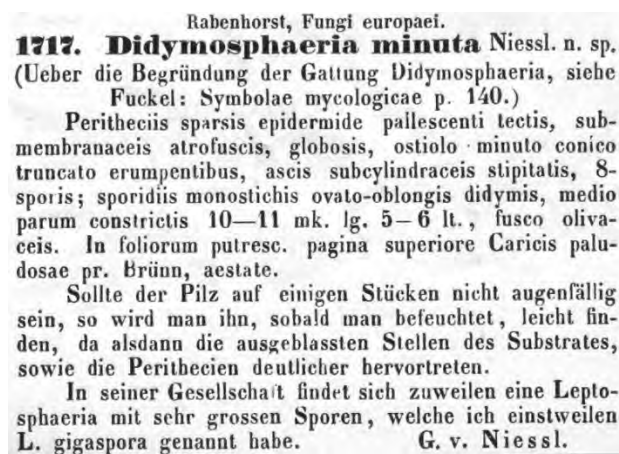 Rabenhorst, Fungi europaei.
1717. Didymosphaeria minuta Niessl. n. sp.
(Ueber die Begründung der Gattung Didymosphaeria, siehe
Fuckel: Symbolae mycologicae p. 140.)
Peritheciis sparsis epidermide pallescenti tectis, sub-
membranaceis atrofuscis, globosis, ostiolo minuto conico
truncato erumpentibus, ascis subcylindraceis stipitatis, 8-
sporis; sporidiis monostichis ovato-oblongis didymis, medio
parum constrictis 10—11 mk. lg. 5—6 lt., fusco oliva-
ceis. In foliorum putresc. pagina superiore Caricis palu-
dosae pr. Brünn, aestate.
Sollte der Pilz auf einigen Stücken nicht augenfällig
sein, so wird man ihn, sobald man befeuchtet, leicht fin-
den, da alsdann die ausgeblassten Stellen des Substrates,
sowie die Perithecien deutlicher hervortreten.
In seiner Gesellschaft findet sich zuweilen eine Lepto-
sphaeria mit sehr grossen Sporen, welche ich einstweilen
L. gigaspora genannt habe. G. v. Niessl.